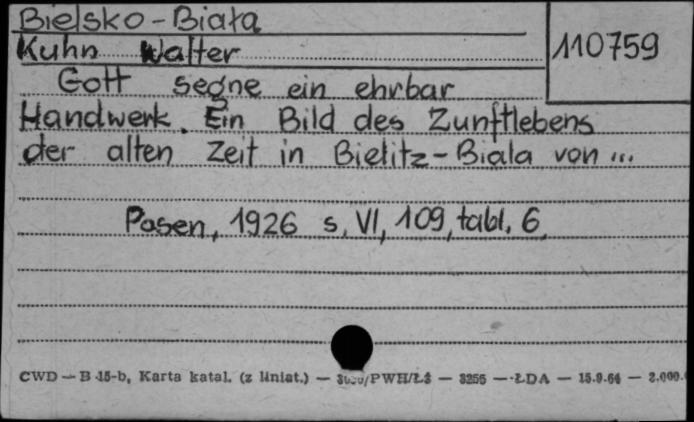 Bielsko-Biała
Kuhn Walter
110759
Gott segne ein ehrbar
Handwerk. Ein Bild des Zunftlebens
der alten Zeit in Bielitz-Biala von ...
Posen, 1926 s. VI, 109, tabl. 6.
CWD — B-15-b, Karta katal. (z liniat.) — /PWH/Łż — 3255 — ŁDA — 15.9.64 — 2.000.